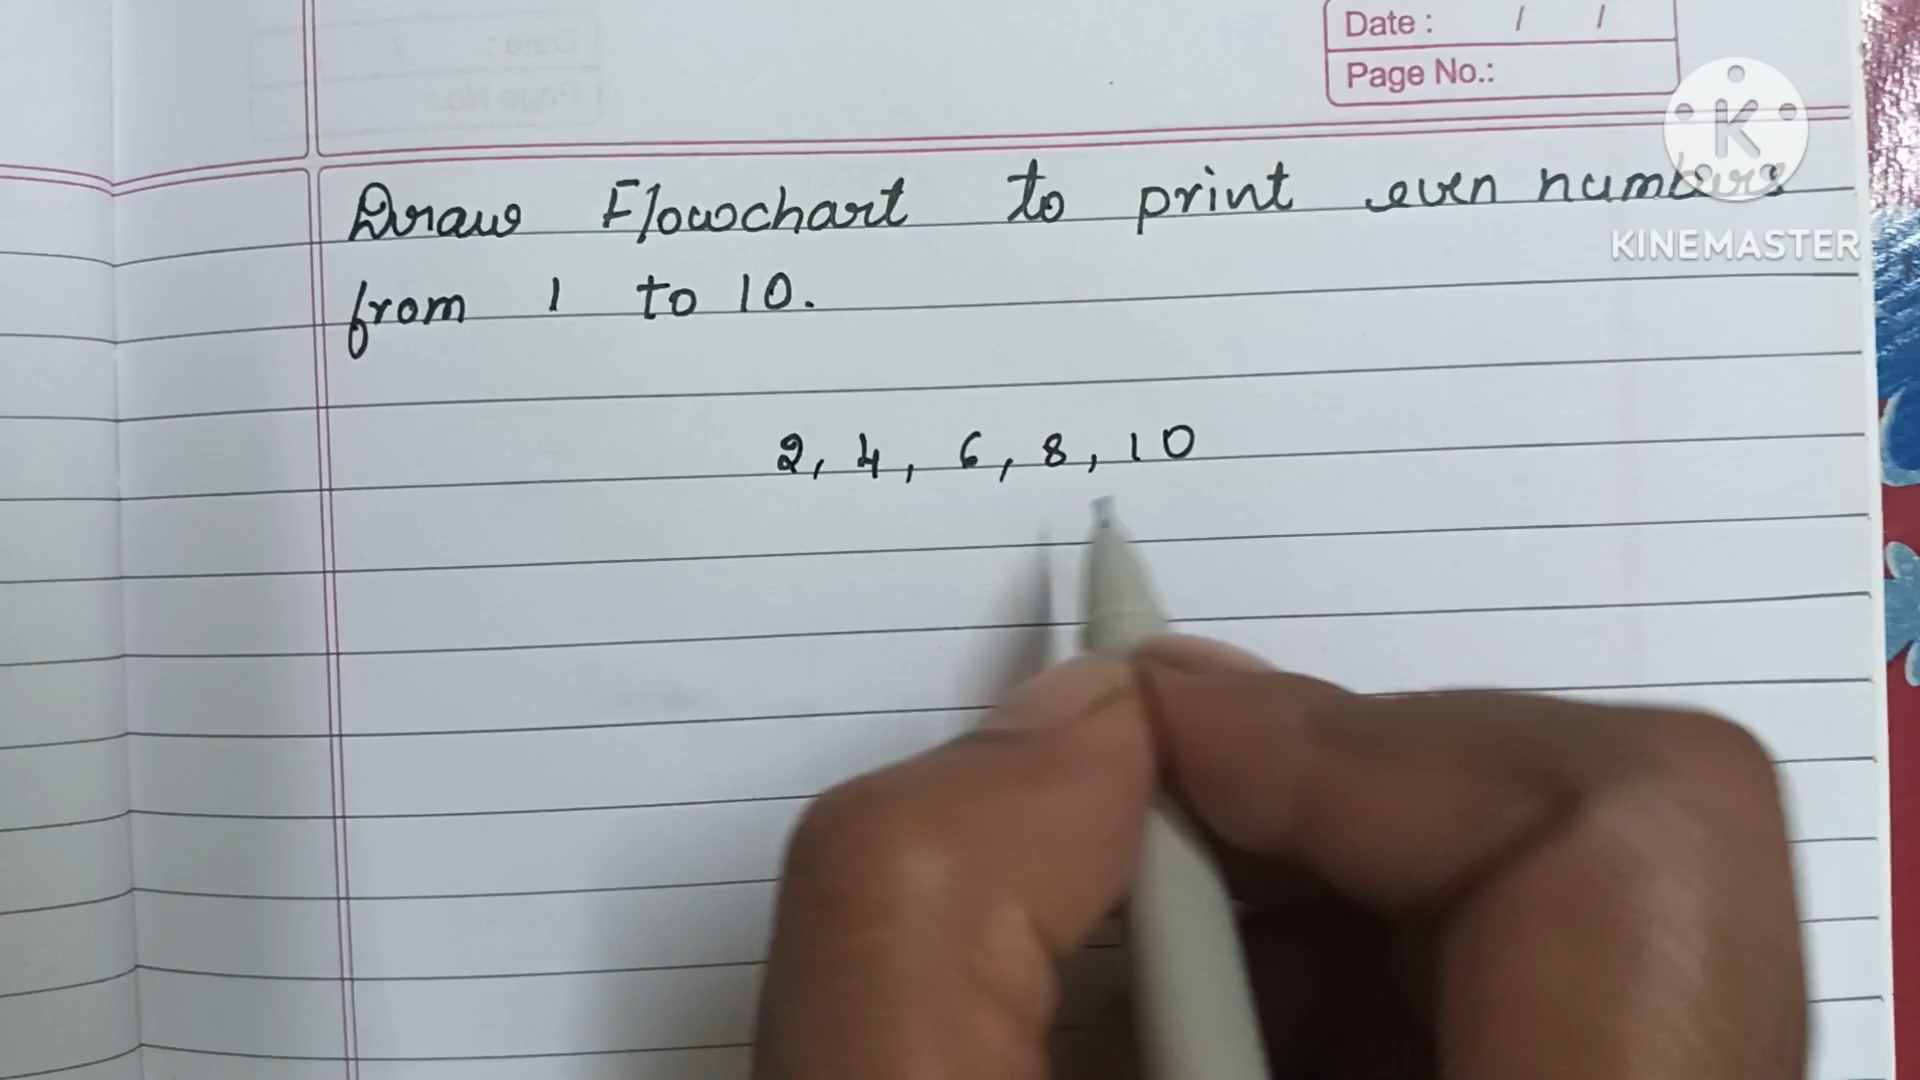 Date : / /
Page No.:
K
KINEMASTER
Draw Flowchart to print even numbers
from 1 to 10.
2, 4, 6, 8, 10